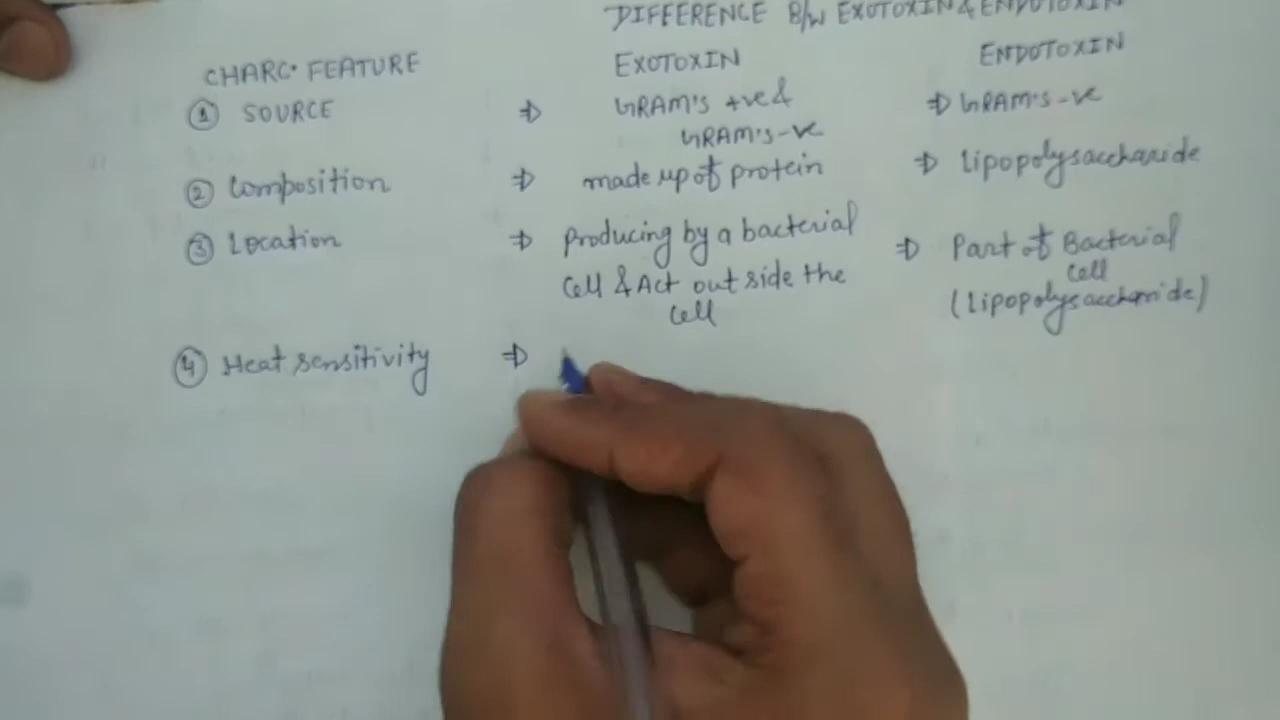 DIFFERENCE B/W EXOTOXIN & ENDOTOXIN
CHARC. FEATURE EXOTOXIN ENDOTOXIN
① SOURCE ⇒ GRAM'S +ve & ⇒ GRAM'S -ve
GRAM'S -ve
② Composition ⇒ made up of protein ⇒ Lipopolysaccharide
③ Location ⇒ Producing by a bacterial ⇒ Part of Bacterial
Cell & Act out side the Cell
Cell (Lipopolysaccharide)
④ Heat sensitivity ⇒